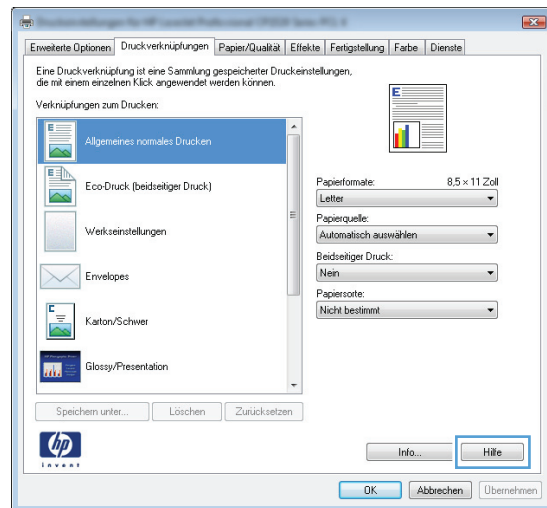 Erweiterte Optionen Druckverknüpfungen Papier/Qualität Effekte Fertigstellung Farbe Dienste
Eine Druckverknüpfung ist eine Sammlung gespeicherter Druckeinstellungen,
die mit einem einzelnen Klick angewendet werden können.
Verknüpfungen zum Drucken:
Allgemeines normales Drucken
Eco-Druck (beidseitiger Druck)
Werkseinstellungen
Envelopes
Karton/Schwer
Glossy/Presentation
Speichern unter... Löschen Zurücksetzen
E
Papierformate: 8,5 × 11 Zoll
Letter
Papierquelle:
Automatisch auswählen
Beidseitiger Druck:
Nein
Papiersorte:
Nicht bestimmt
hp
invent
Info... Hilfe
OK Abbrechen Übernehmen